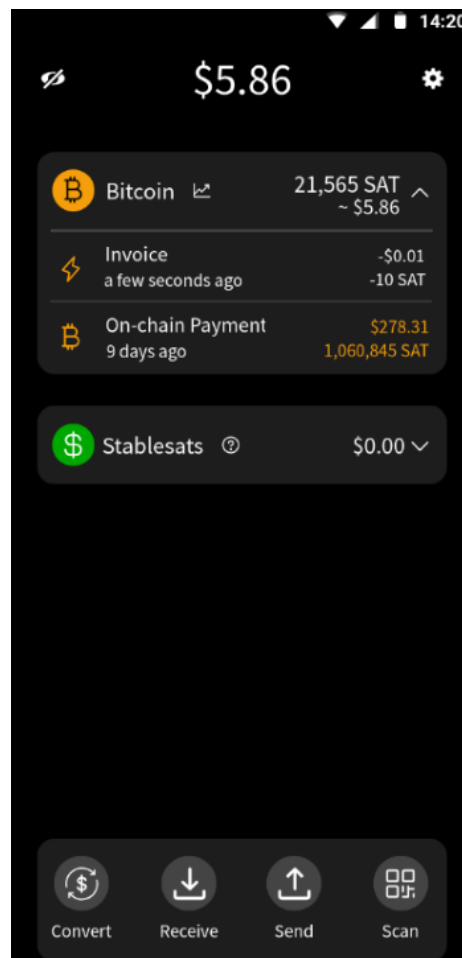 14:20
$5.86
Bitcoin 21,565 SAT
~ $5.86
Invoice -$0.01
a few seconds ago -10 SAT
On-chain Payment $278.31
9 days ago 1,060,845 SAT
Stablesats $0.00
Convert Receive Send Scan